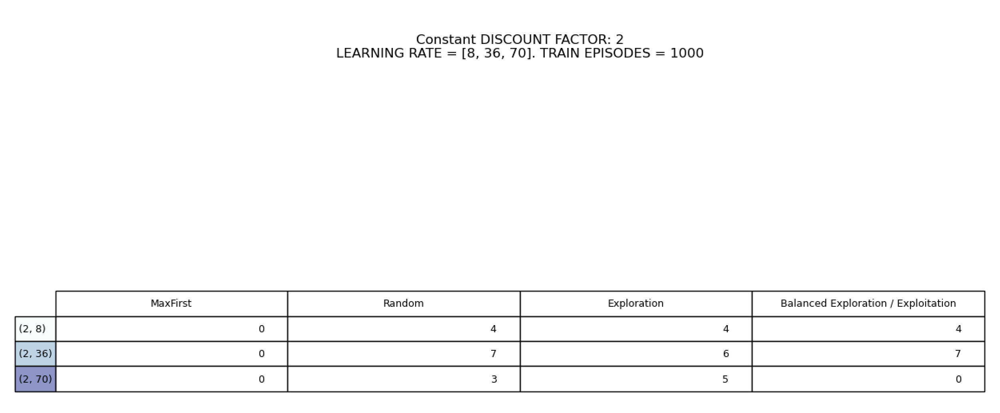 Constant DISCOUNT FACTOR: 2
LEARNING RATE = [8, 36, 70]. TRAIN EPISODES = 1000
MaxFirst Random Exploration Balanced Exploration / Exploitation
(2, 8) 0 4 4 4
(2, 36) 0 7 6 7
(2, 70) 0 3 5 0